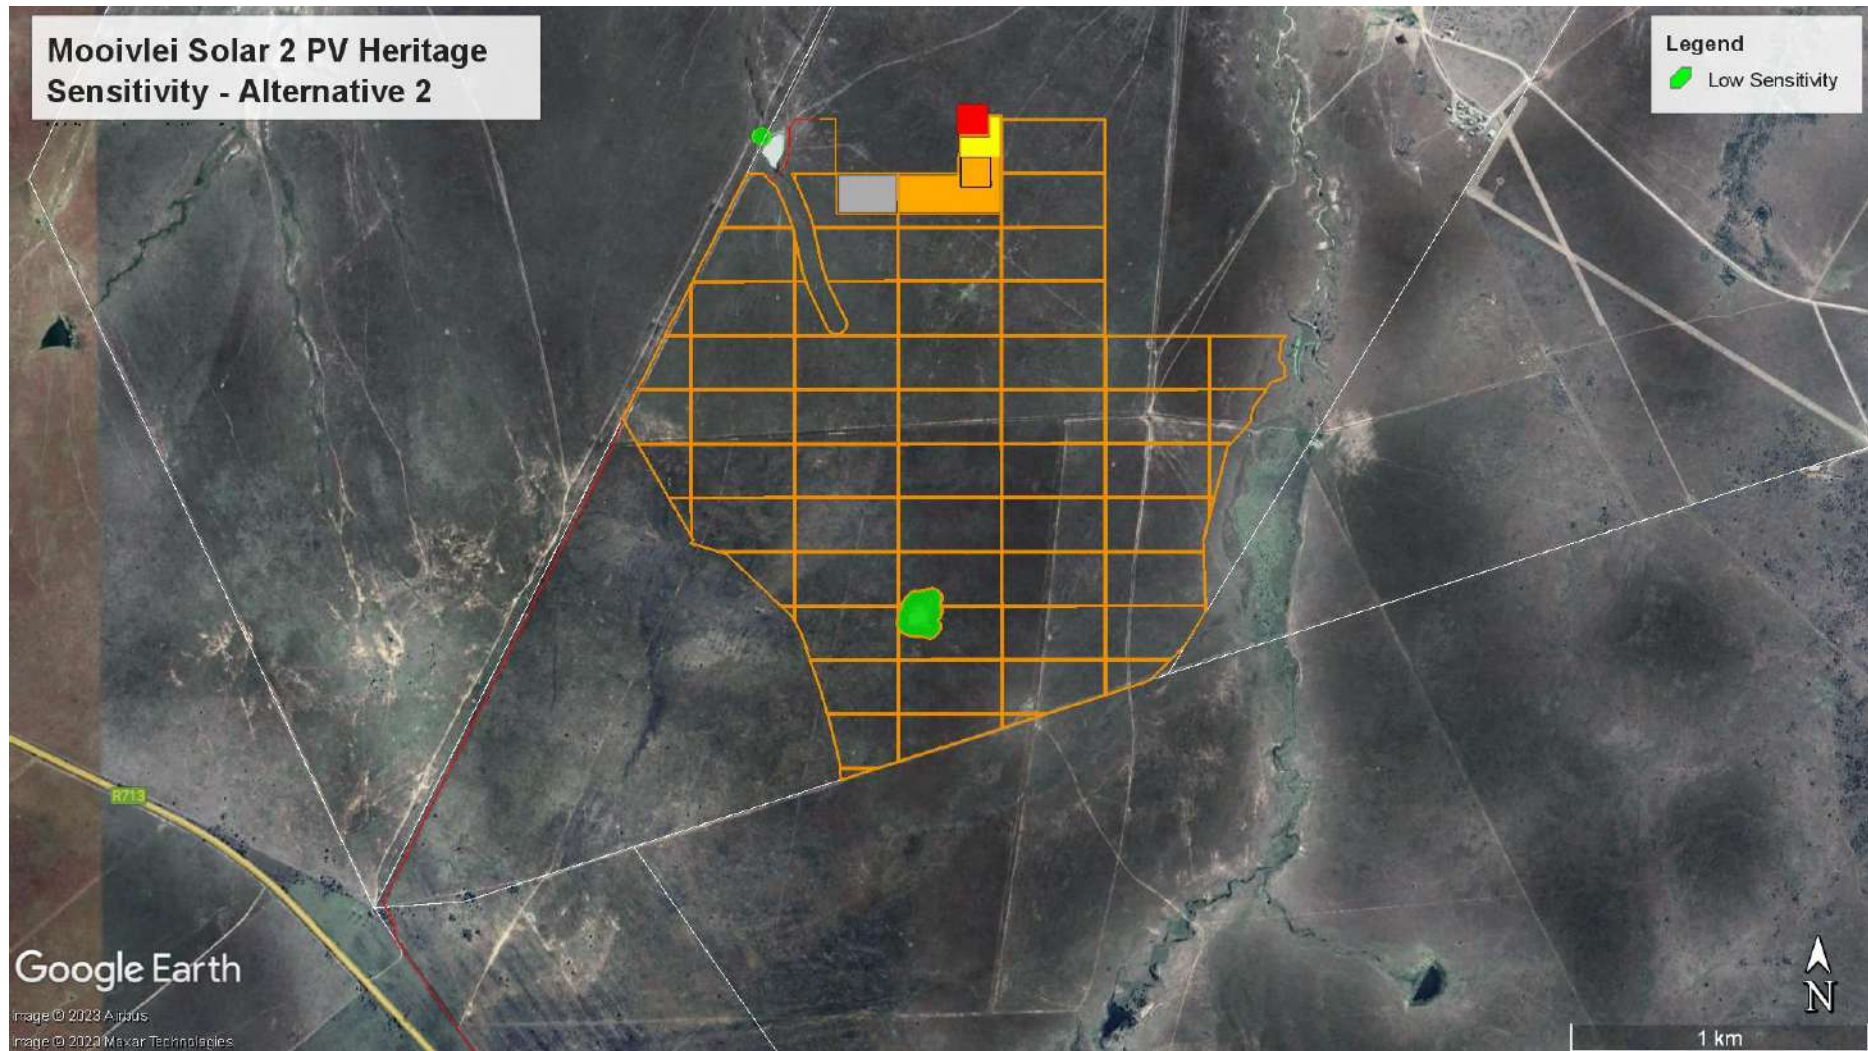 Mooivlei Solar 2 PV Heritage
Sensitivity - Alternative 2
Legend
Low Sensitivity
R713
Google Earth
Image © 2023 Airbus
Image © 2023 Maxar Technologies
N
1 km